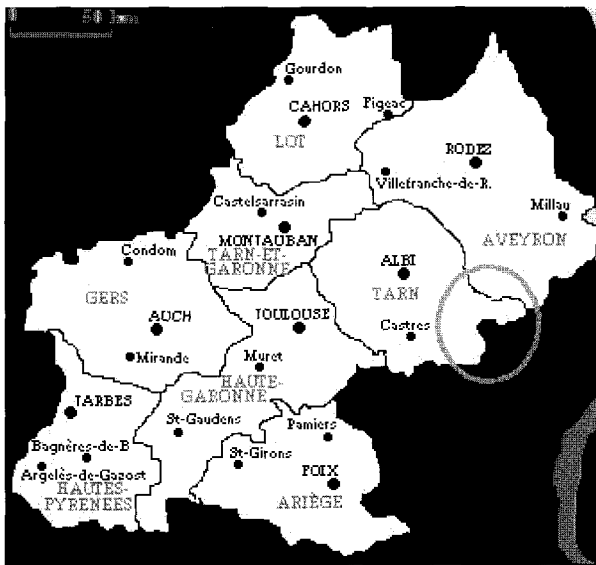 0 50 km
Gourdon
CAHORS
Figeac
LOT
RODEZ
Villefranche-de-R.
Castelsarrasin
Millau
MONTAUBAN
AVEYRON
TARN-ET-
GARONNE
Condom
ALBI
GERS
TARN
AUCH
TOULOUSE
Castres
Mirande
Muret
HAUTE-
GARONNE
TARBES
St-Gaudens
Pamiers
Bagnères-de-B
St-Girons
Argelès-de-Gazost
FOIX
HAUTES-
PYRENEES
ARIÈGE